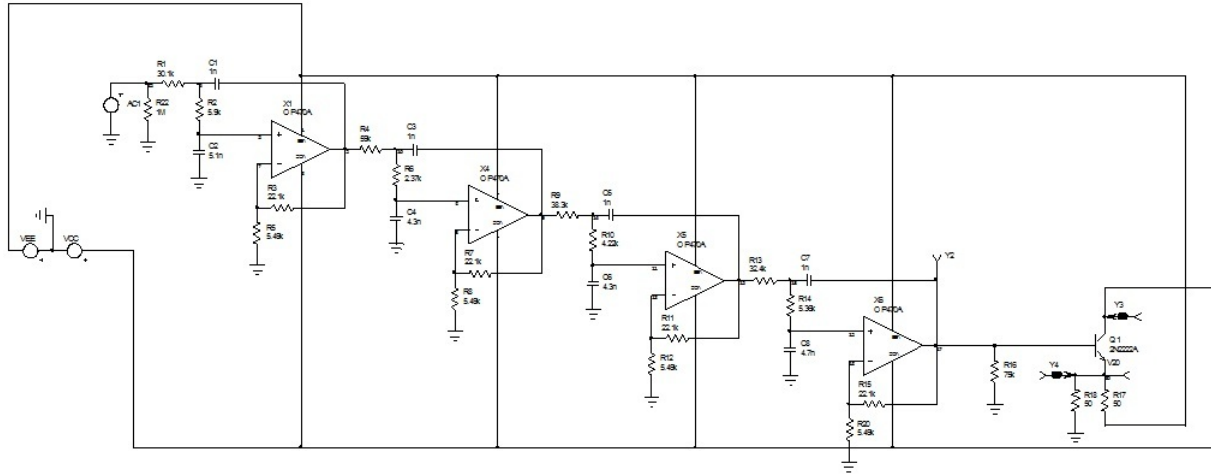 R1
30.1k
C1
1n
AC1
R22
1M
R2
5.9k
X1
OP470A
C2
5.1n
R3
22.1k
R5
5.49k
VEE
VCC
R4
59k
C3
1n
R6
2.37k
X4
OP470A
C4
4.3n
R7
22.1k
R8
5.49k
R9
38.3k
C5
1n
R10
4.22k
X5
OP470A
C6
4.3n
R11
22.1k
R12
5.49k
R13
32.4k
C7
1n
Y2
R14
5.36k
X6
OP470A
C8
4.7n
R15
22.1k
R20
5.49k
R16
75k
Y3
Q1
2N2222A
V20
Y4
R18
50
R17
50